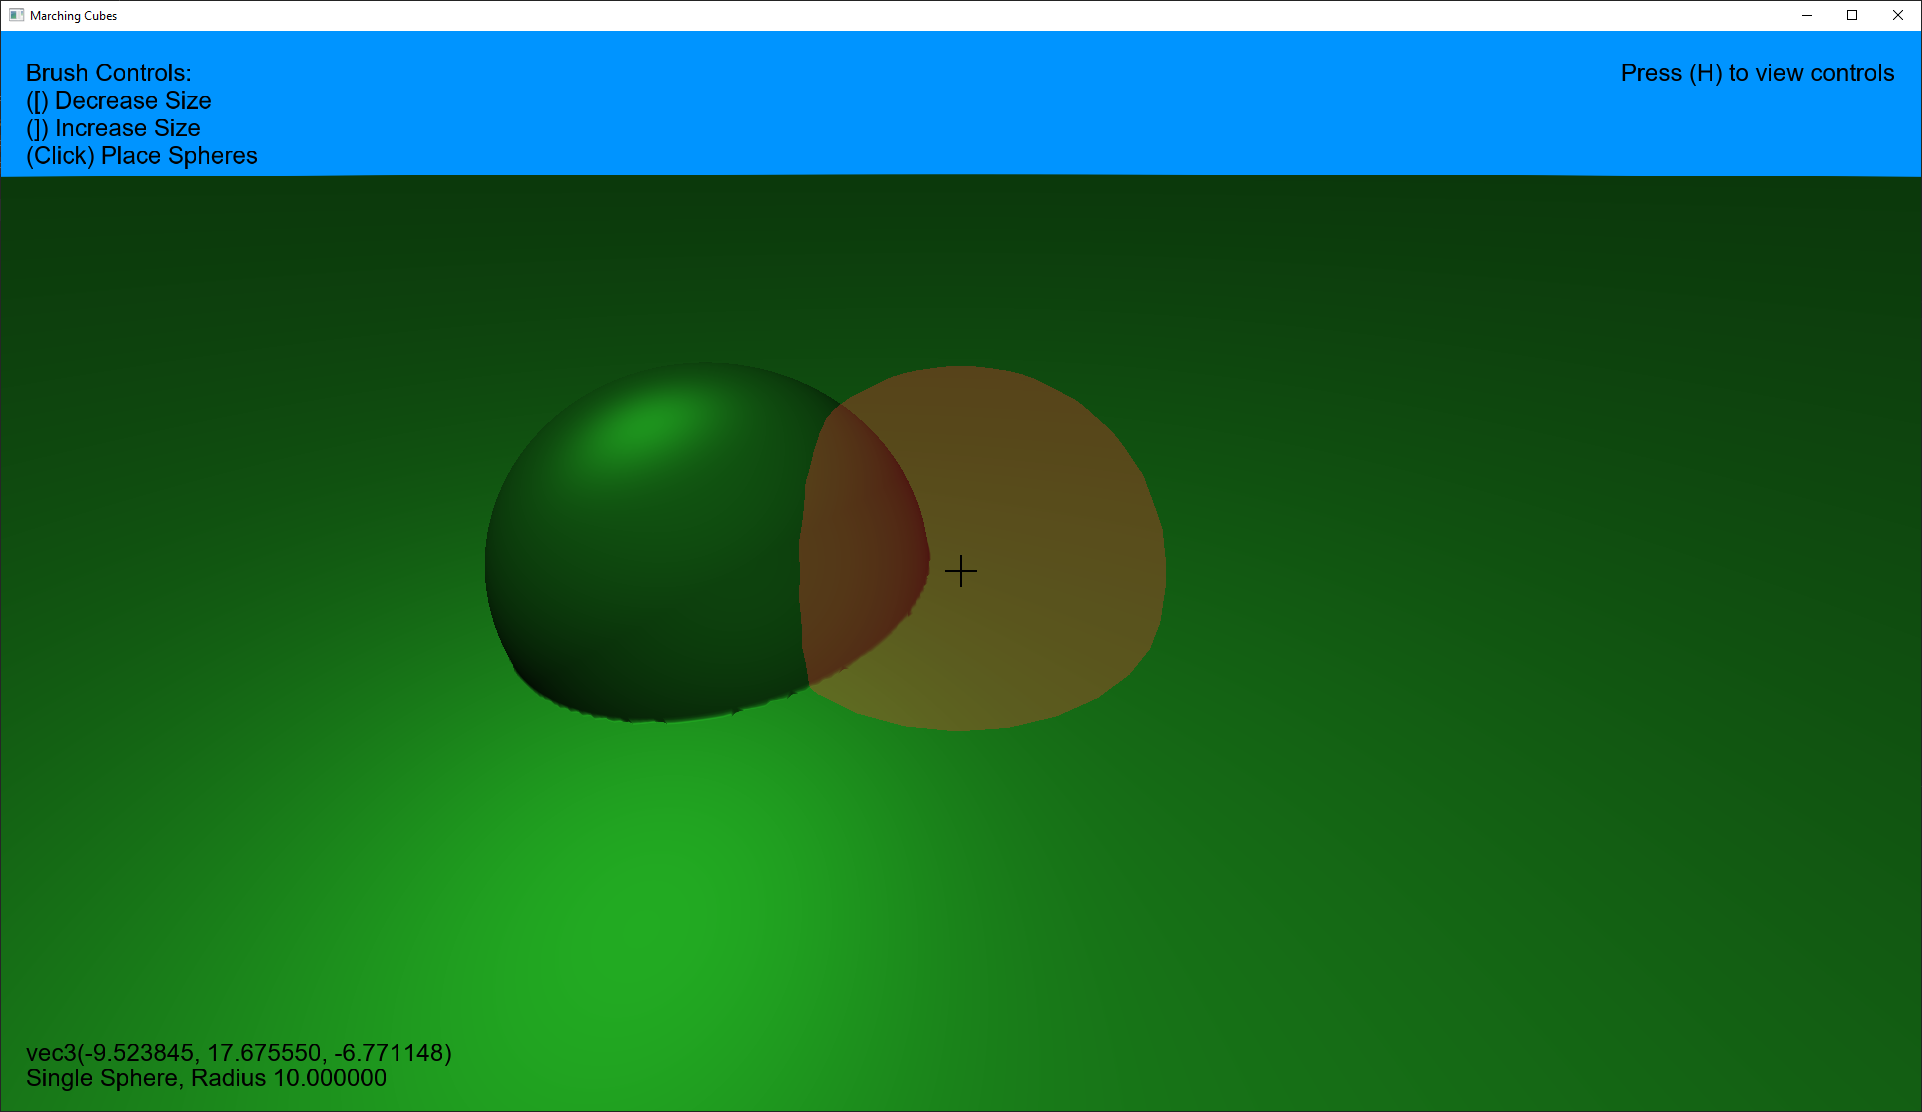 Marching Cubes
Brush Controls:
([) Decrease Size
(]) Increase Size
(Click) Place Spheres
Press (H) to view controls
vec3(-9.523845, 17.675550, -6.771148)
Single Sphere, Radius 10.000000